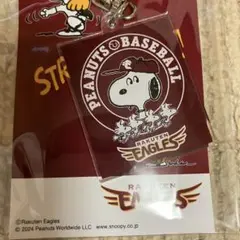 STR
PEANUTS BASEBALL
RAKUTEN
EAGLES
RAKUTEN
EAGLES
©Rakuten Eagles
© 2024 Peanuts Worldwide LLC www.snoopy.co.jp